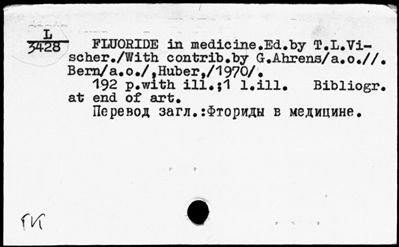 L
3428
FLUORIDE in medicine.Ed.by T.L.Vi-
scher./With contrib.by G.Ahrens/a.o.//.
Bern/a.o./,Huber,/1970/.
192 p.with ill.;1 l.ill. Bibliogr.
at end of art.
Перевод загл.:Фториды в медицине.